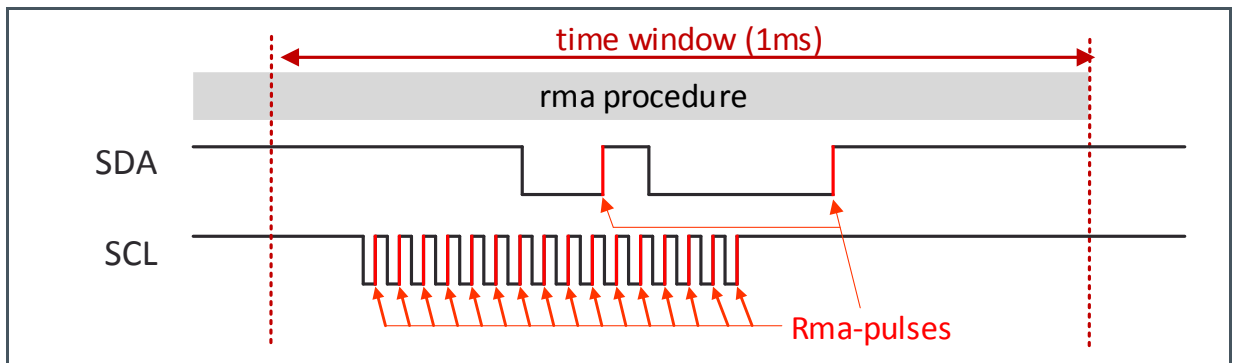 time window (1ms)
rma procedure
SDA
SCL
Rma-pulses